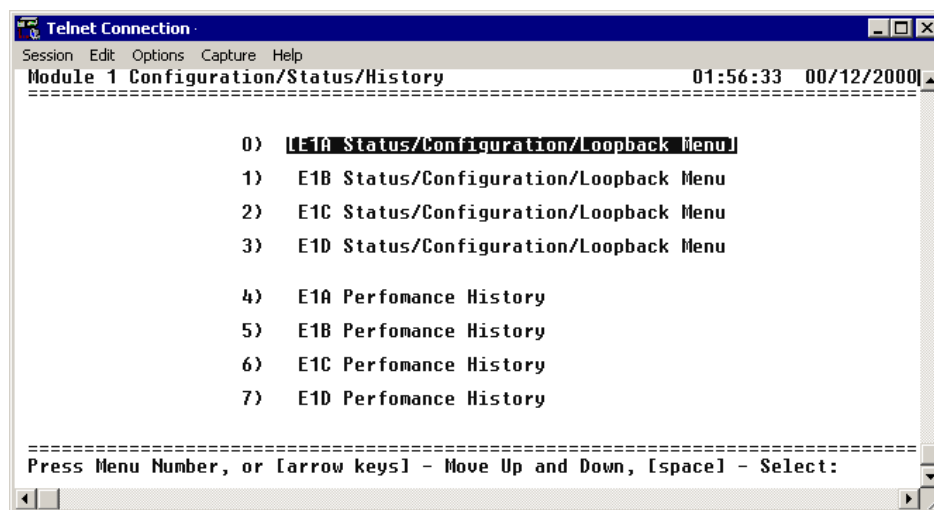 Telnet Connection
Session Edit Options Capture Help
Module 1 Configuration/Status/History 01:56:33 00/12/2000
================================================================================
0) [E1A Status/Configuration/Loopback Menu]
1) E1B Status/Configuration/Loopback Menu
2) E1C Status/Configuration/Loopback Menu
3) E1D Status/Configuration/Loopback Menu
4) E1A Perfomance History
5) E1B Perfomance History
6) E1C Perfomance History
7) E1D Perfomance History
================================================================================
Press Menu Number, or [arrow keys] - Move Up and Down, [space] - Select: